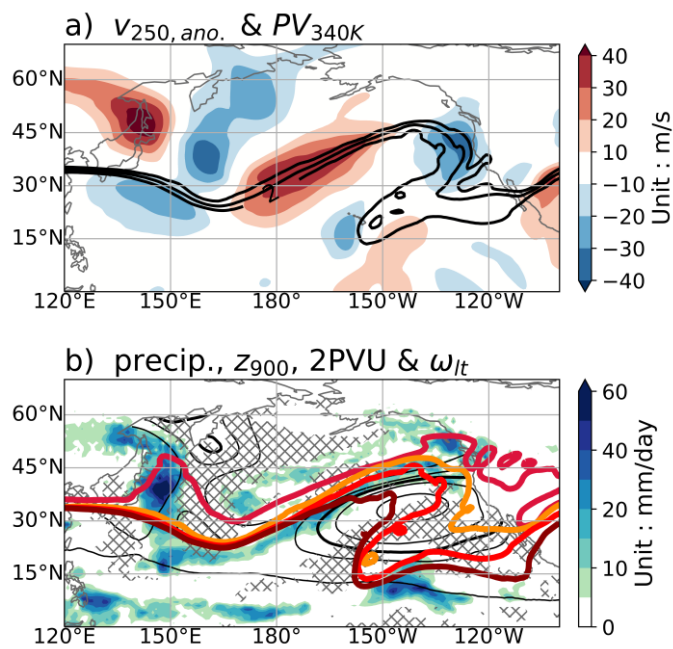 a) v250, ano. & PV340K
60°N
45°N
30°N
15°N
120°E 150°E 180° 150°W 120°W
40
30
20
10
−10
−20
−30
−40
Unit : m/s
b) precip., z900, 2PVU & ωlt
60°N
45°N
30°N
15°N
120°E 150°E 180° 150°W 120°W
60
40
30
20
10
0
Unit : mm/day